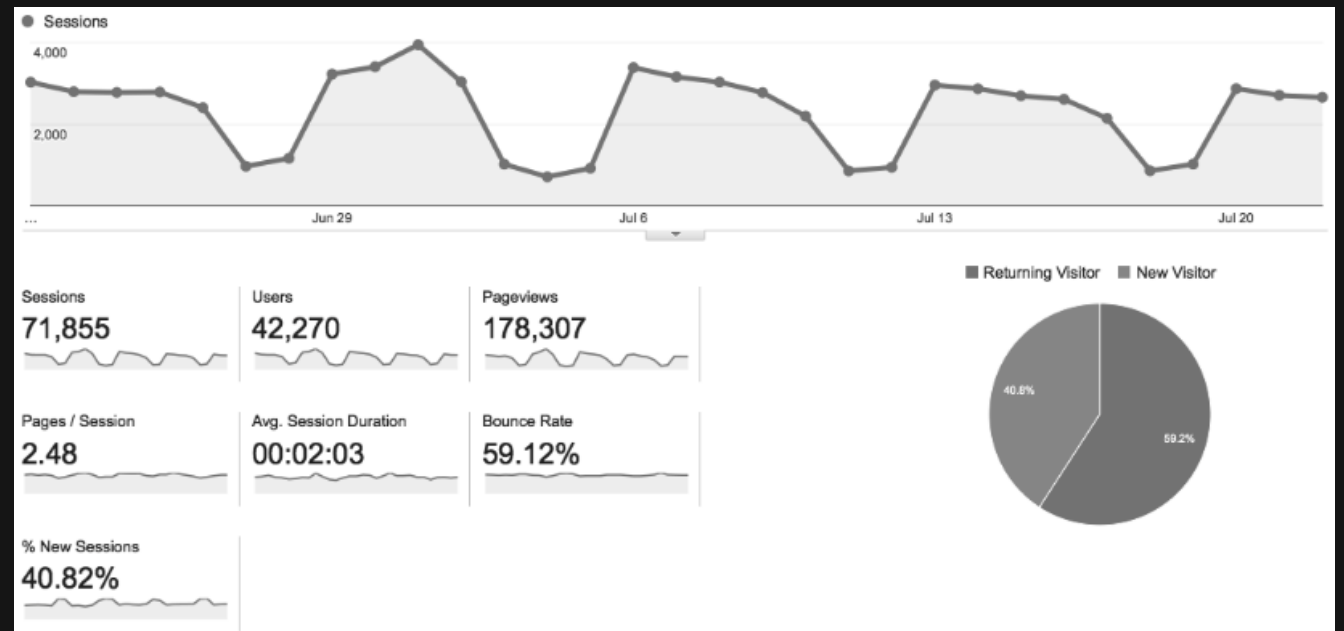 Sessions
4,000
2,000
...
Jun 29
Jul 6
Jul 13
Jul 20
Returning Visitor
New Visitor
Sessions
71,855
Users
42,270
Pageviews
178,307
Pages / Session
2.48
Avg. Session Duration
00:02:03
Bounce Rate
59.12%
% New Sessions
40.82%
40.8%
59.2%